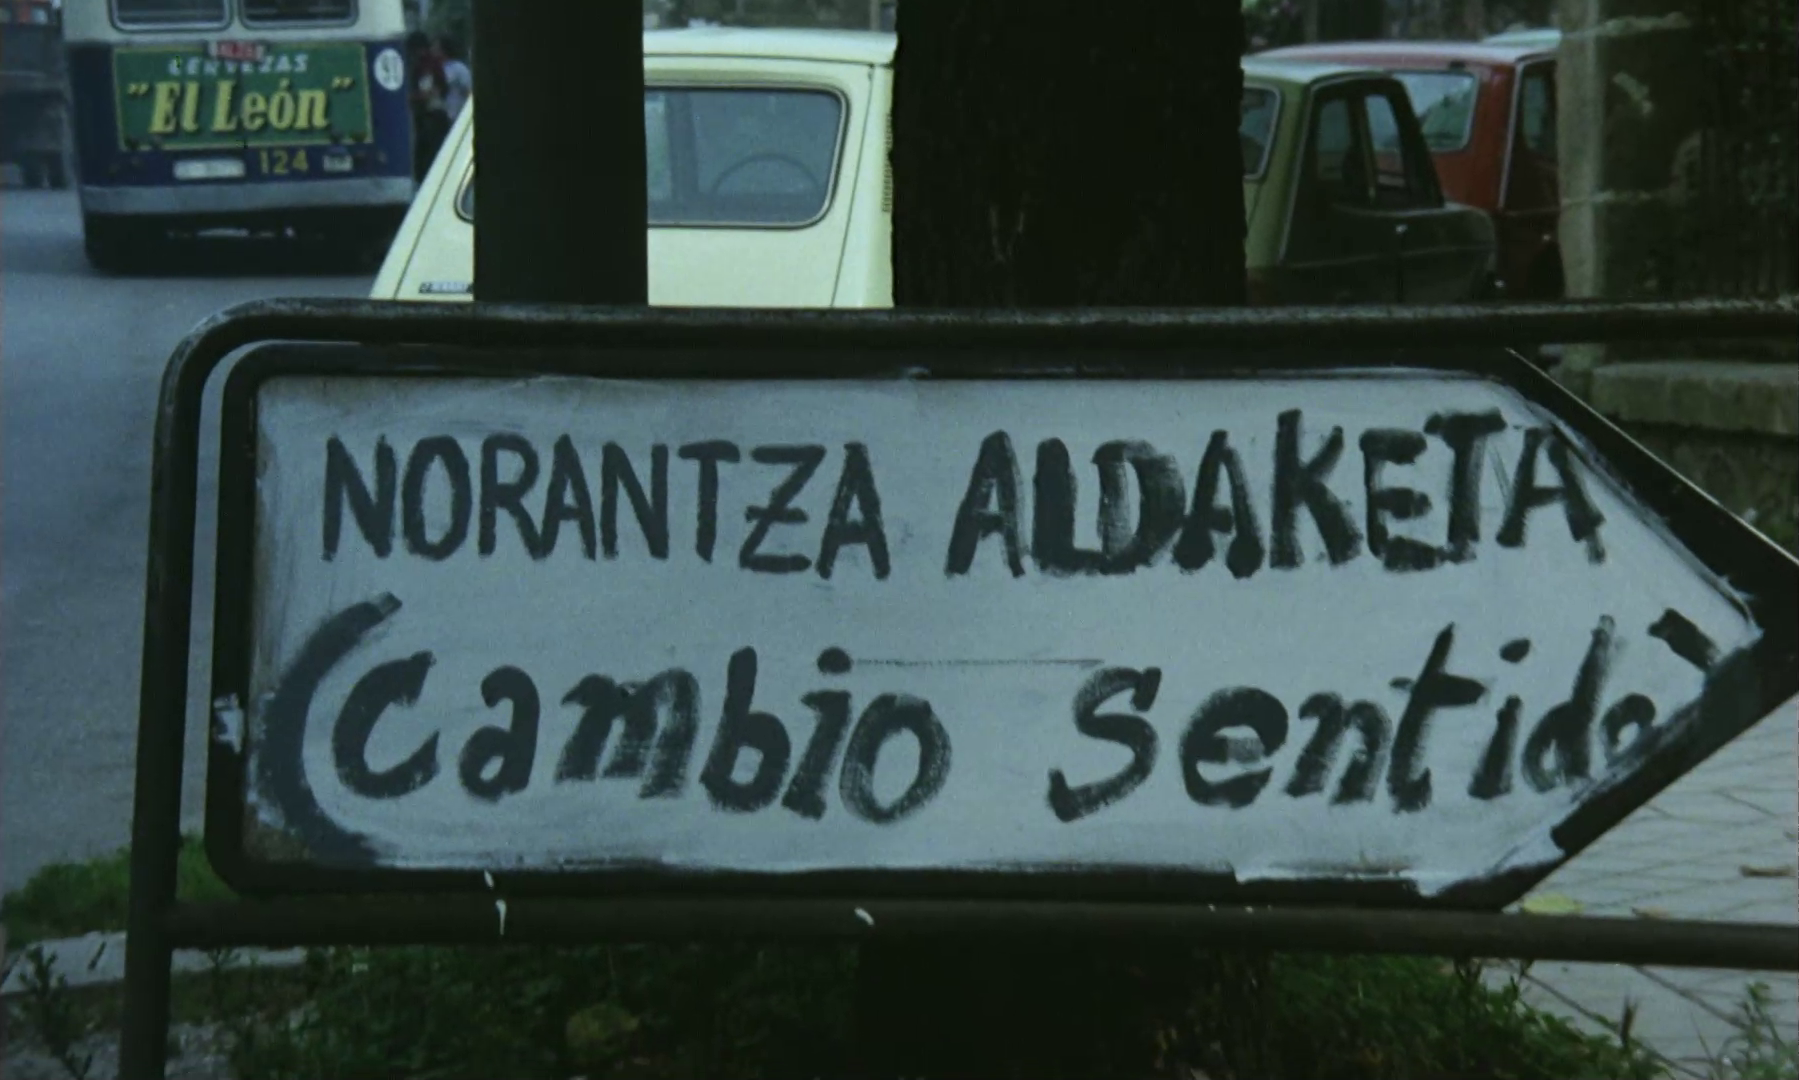 CERVEZAS
"El León"
124
NORANTZA ALDAKETA
(Cambio Sentido)